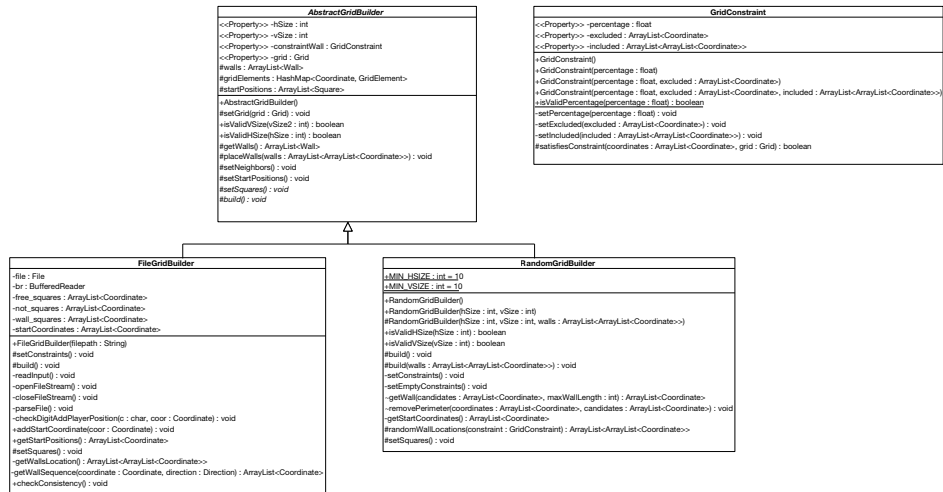 AbstractGridBuilder
<<Property>> -hSize : int
<<Property>> -vSize : int
<<Property>> -constraintWall : GridConstraint
<<Property>> -grid : Grid
#walls : ArrayList<Wall>
#gridElements : HashMap<Coordinate, GridElement>
#startPositions : ArrayList<Square>
+AbstractGridBuilder()
#setGrid(grid : Grid) : void
+isValidVSize(vSize2 : int) : boolean
+isValidHSize(hSize : int) : boolean
#getWalls() : ArrayList<Wall>
#placeWalls(walls : ArrayList<ArrayList<Coordinate>>) : void
#setNeighbors() : void
#setStartPositions() : void
#setSquares() : void
#build() : void
GridConstraint
<<Property>> -percentage : float
<<Property>> -excluded : ArrayList<Coordinate>
<<Property>> -included : ArrayList<ArrayList<Coordinate>>
+GridConstraint()
+GridConstraint(percentage : float)
+GridConstraint(percentage : float, excluded : ArrayList<Coordinate>)
+GridConstraint(percentage : float, excluded : ArrayList<Coordinate>, included : ArrayList<ArrayList<Coordinate>>)
+isValidPercentage(percentage : float) : boolean
-setPercentage(percentage : float) : void
-setExcluded(excluded : ArrayList<Coordinate>) : void
-setIncluded(included : ArrayList<ArrayList<Coordinate>>) : void
#satisfiesConstraint(coordinates : ArrayList<Coordinate>, grid : Grid) : boolean
FileGridBuilder
-file : File
-br : BufferedReader
-free_squares : ArrayList<Coordinate>
-not_squares : ArrayList<Coordinate>
-wall_squares : ArrayList<Coordinate>
-startCoordinates : ArrayList<Coordinate>
+FileGridBuilder(filepath : String)
#setConstraints() : void
#build() : void
-readInput() : void
-openFileStream() : void
-closeFileStream() : void
-parseFile() : void
-checkDigitAddPlayerPosition(c : char, coor : Coordinate) : void
+addStartCoordinate(coor : Coordinate) : void
+getStartPositions() : ArrayList<Coordinate>
#setSquares() : void
-getWallsLocation() : ArrayList<ArrayList<Coordinate>>
-getWallSequence(coordinate : Coordinate, direction : Direction) : ArrayList<Coordinate>
+checkConsistency() : void
RandomGridBuilder
+MIN_HSIZE : int = 10
+MIN_VSIZE : int = 10
+RandomGridBuilder()
+RandomGridBuilder(hSize : int, vSize : int)
#RandomGridBuilder(hSize : int, vSize : int, walls : ArrayList<ArrayList<Coordinate>>)
+isValidHSize(hSize : int) : boolean
+isValidVSize(vSize : int) : boolean
#build() : void
#build(walls : ArrayList<ArrayList<Coordinate>>) : void
-setConstraints() : void
-setEmptyConstraints() : void
~getWall(candidates : ArrayList<Coordinate>, maxWallLength : int) : ArrayList<Coordinate>
~removePerimeter(coordinates : ArrayList<Coordinate>, candidates : ArrayList<Coordinate>) : void
-getStartCoordinates() : ArrayList<Coordinate>
#randomWallLocations(constraint : GridConstraint) : ArrayList<ArrayList<Coordinate>>
#setSquares() : void